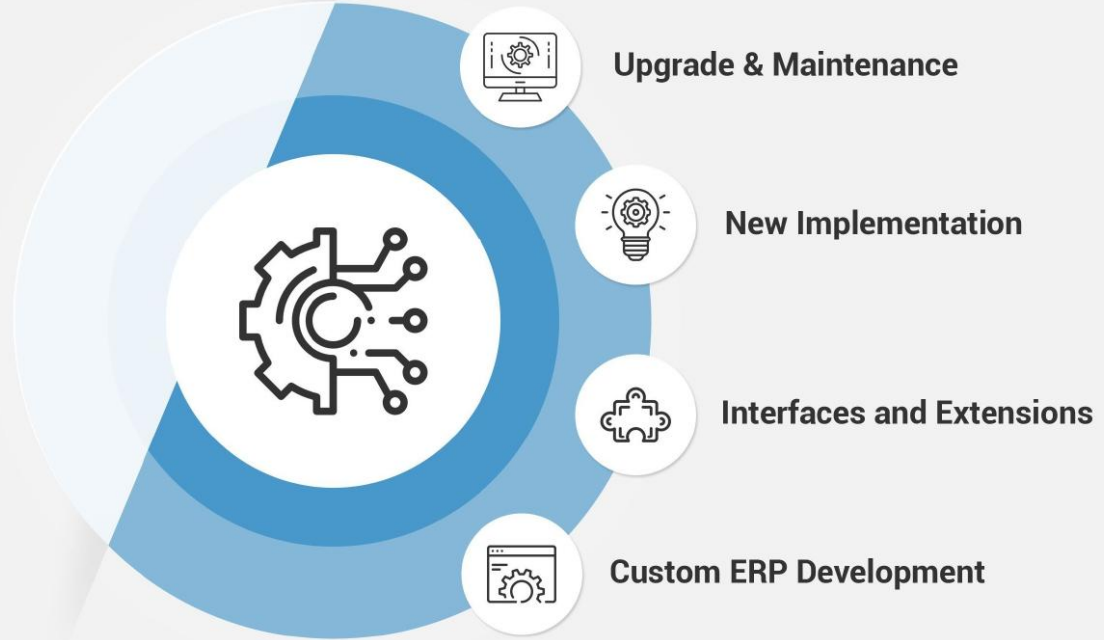 Upgrade & Maintenance
New Implementation
Interfaces and Extensions
Custom ERP Development